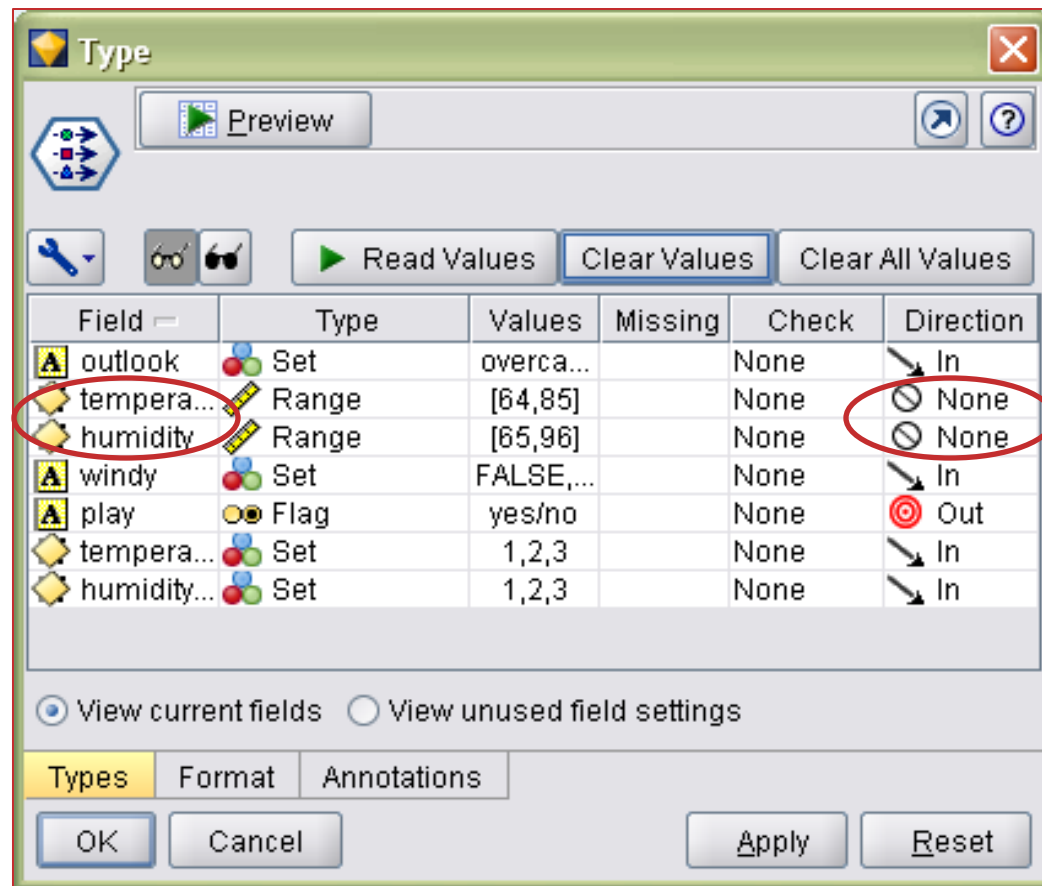 Type
Preview
Read Values Clear Values Clear All Values
Field Type Values Missing Check Direction
A outlook Set overca... None In
tempera... Range [64,85] None None
humidity Range [65,96] None None
A windy Set FALSE,... None In
A play Flag yes/no None Out
tempera... Set 1,2,3 None In
humidity... Set 1,2,3 None In
View current fields View unused field settings
Types Format Annotations
OK Cancel Apply Reset